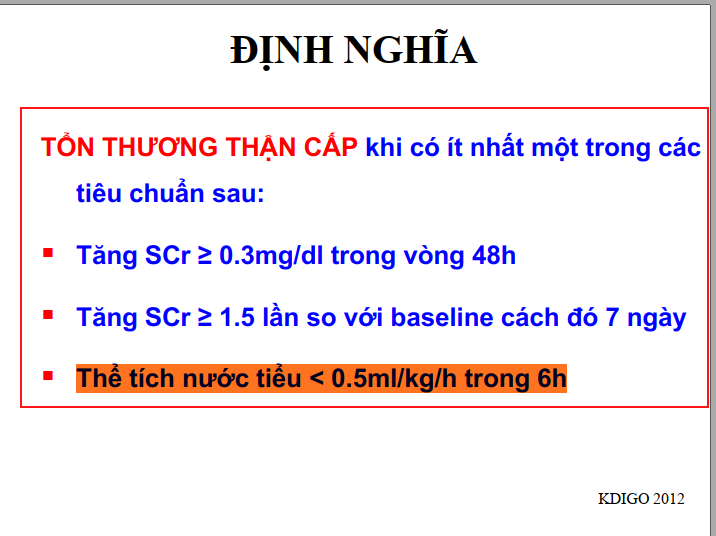 ĐỊNH NGHĨA
TỔN THƯƠNG THẬN CẤP khi có ít nhất một trong các
tiêu chuẩn sau:
▪ Tăng SCr ≥ 0.3mg/dl trong vòng 48h
▪ Tăng SCr ≥ 1.5 lần so với baseline cách đó 7 ngày
▪ Thể tích nước tiểu < 0.5ml/kg/h trong 6h
KDIGO 2012